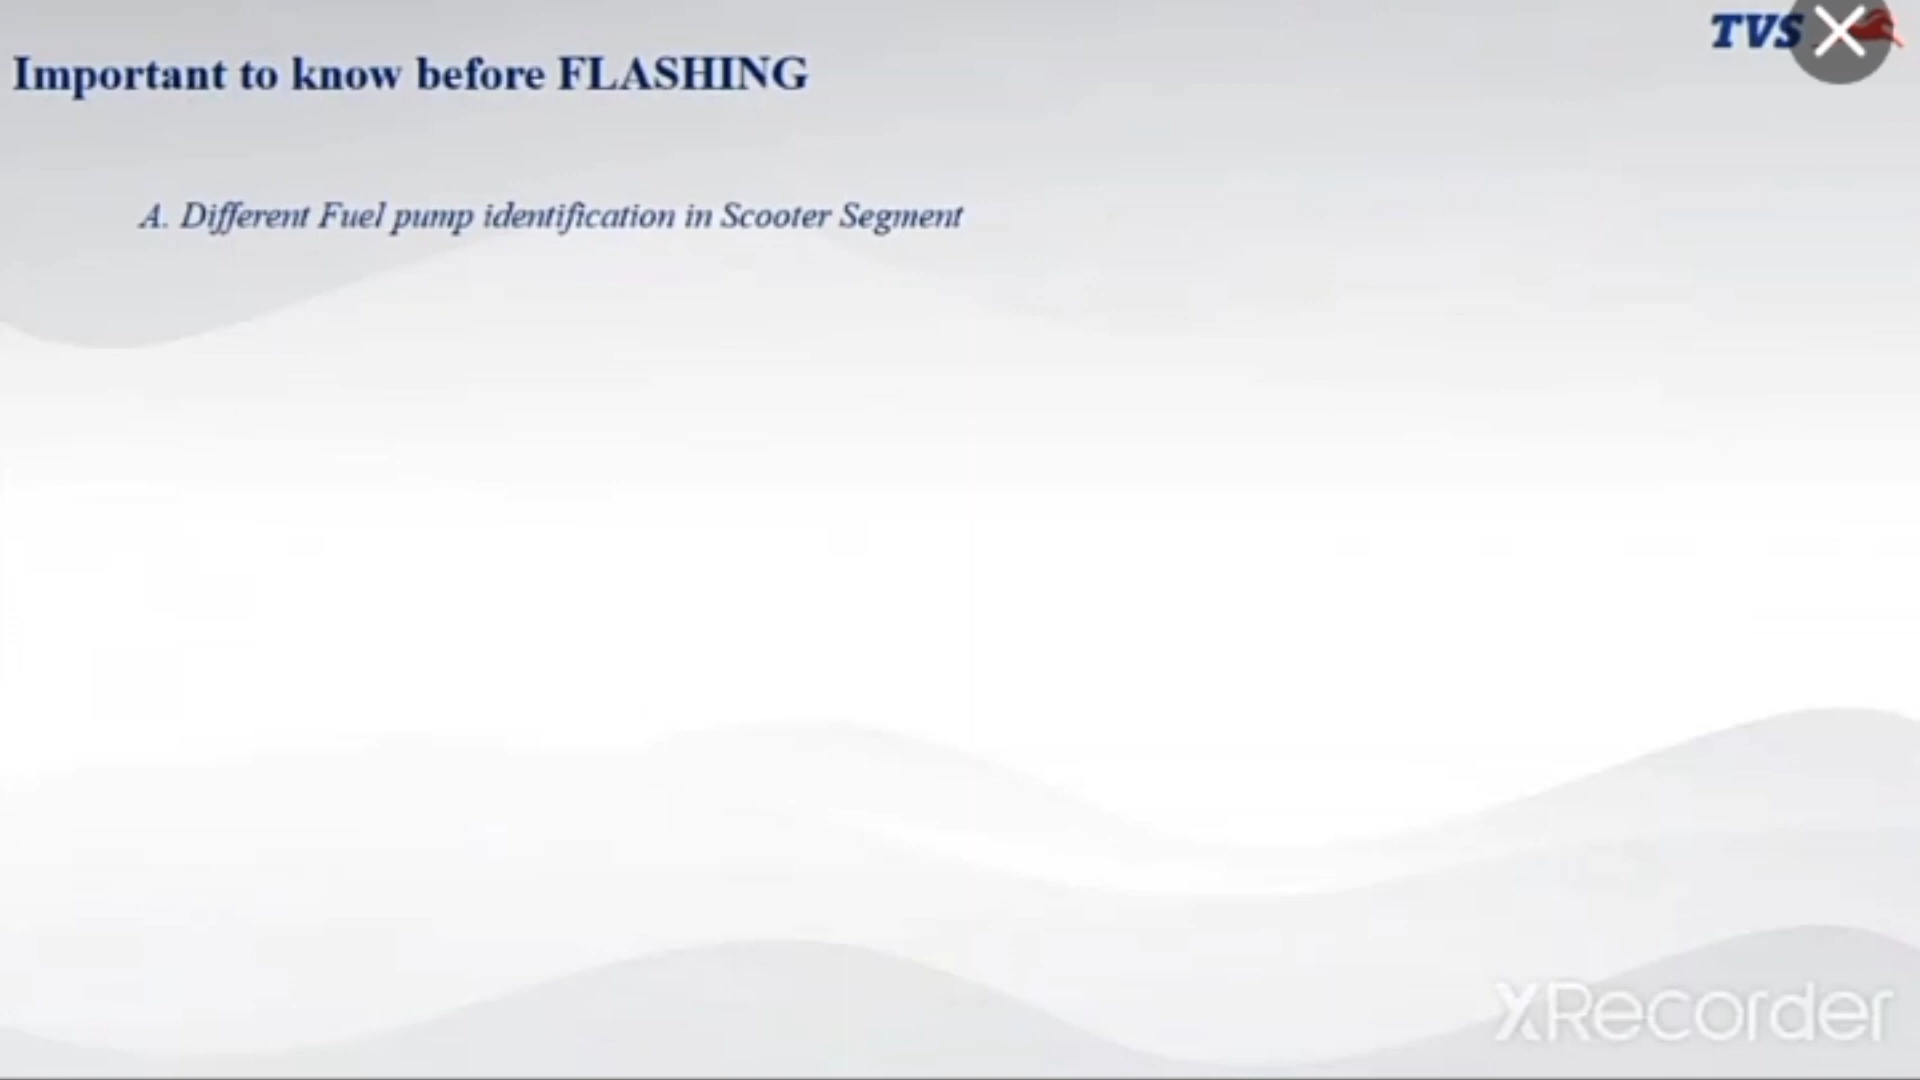 TVS
Important to know before FLASHING
A. Different Fuel pump identification in Scooter Segment
XRecorder